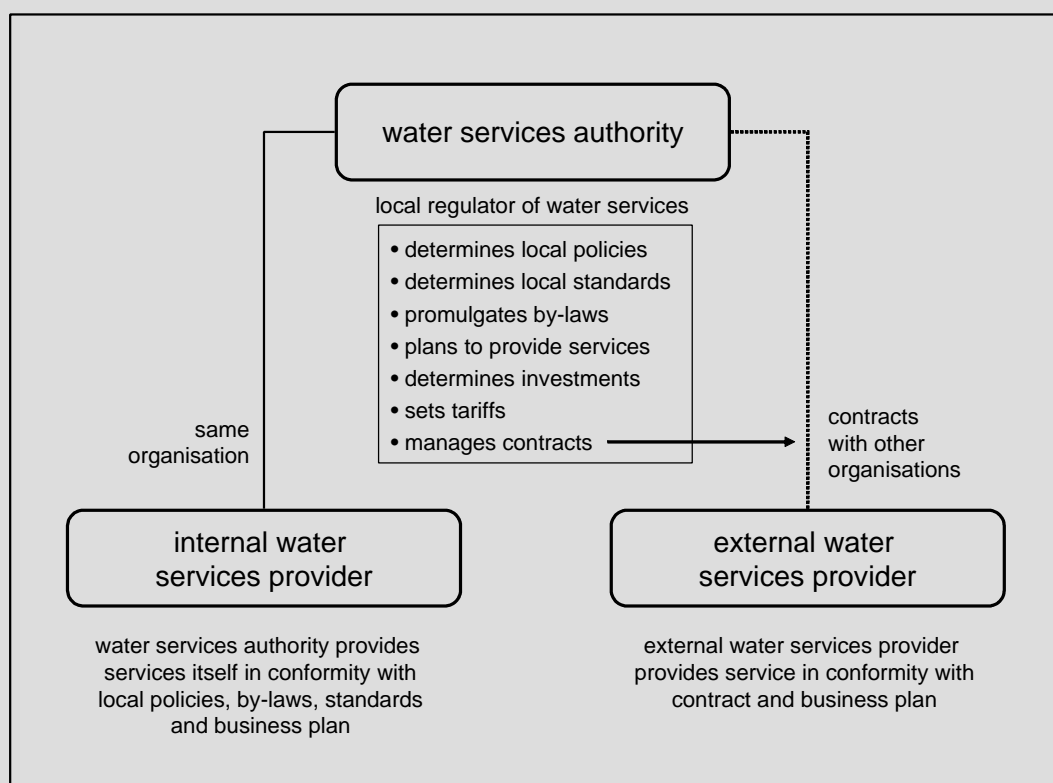 water services authority
local regulator of water services
• determines local policies
• determines local standards
• promulgates by-laws
• plans to provide services
• determines investments
• sets tariffs
• manages contracts
same
organisation
contracts
with other
organisations
internal water
services provider
external water
services provider
water services authority provides
services itself in conformity with
local policies, by-laws, standards
and business plan
external water services provider
provides service in conformity with
contract and business plan